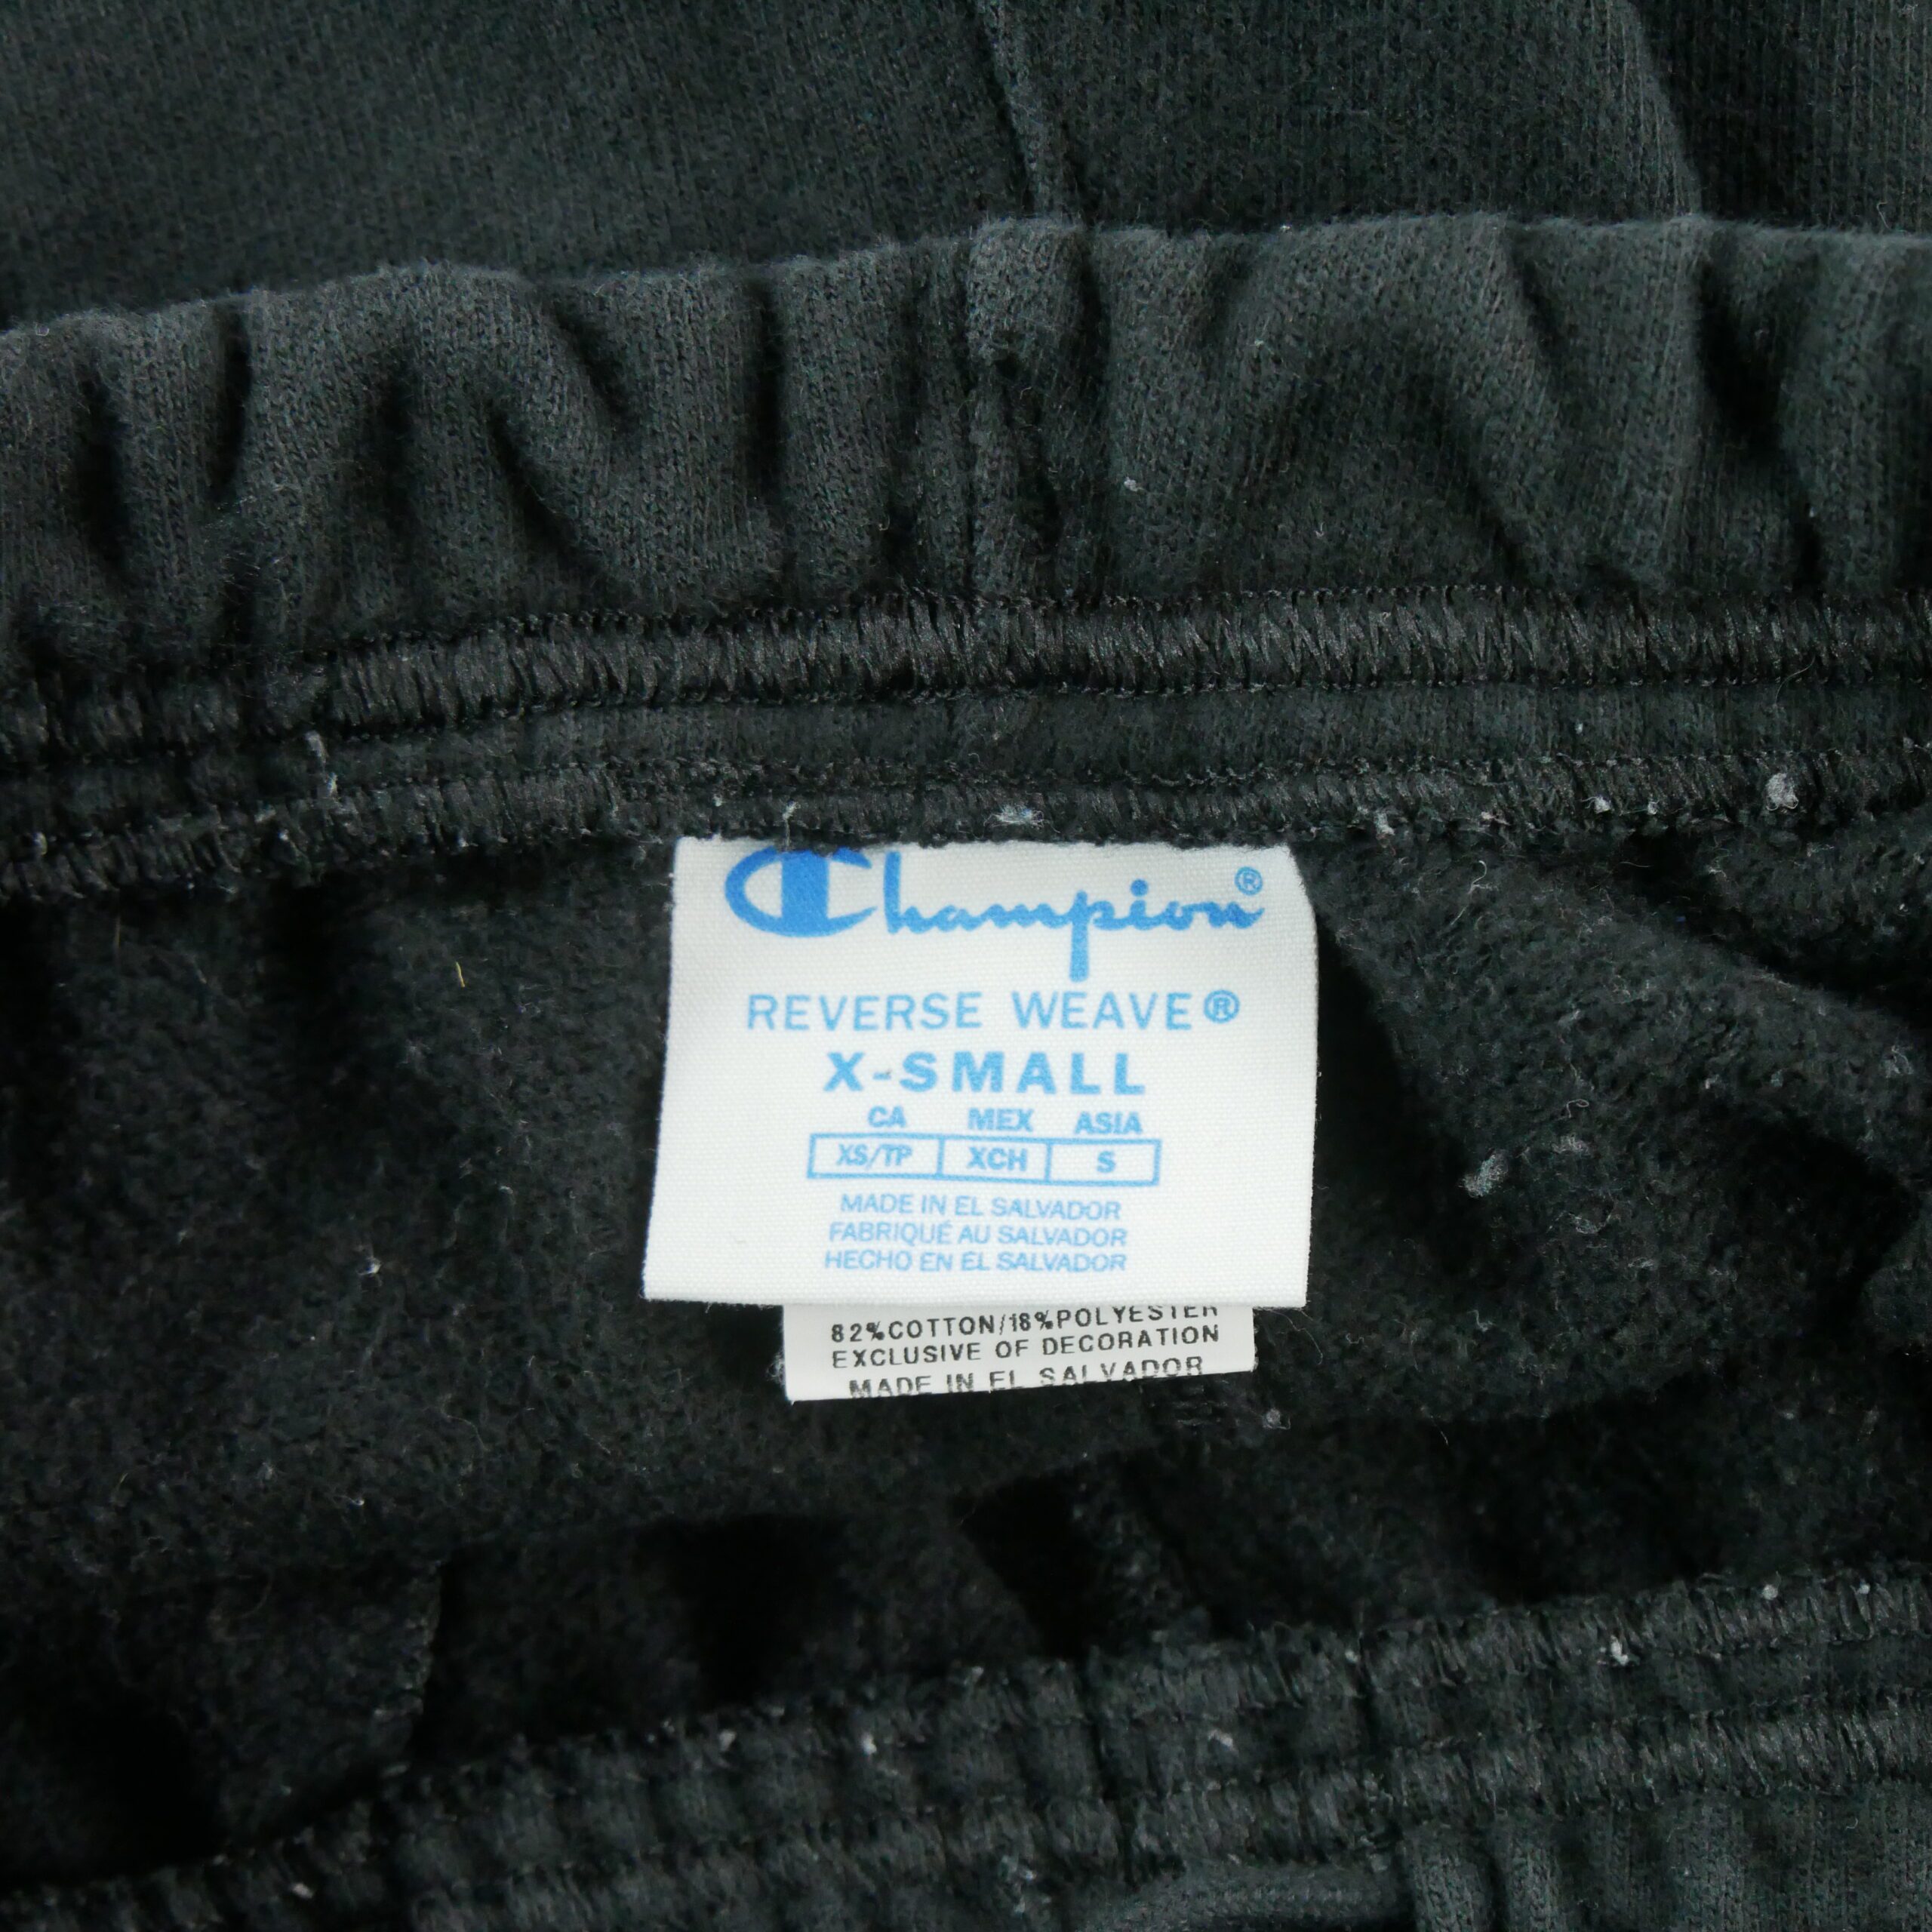 Champion®
REVERSE WEAVE®
X-SMALL
CA MEX ASIA
XS/TP XCH S
MADE IN EL SALVADOR
FABRIQUÉ AU SALVADOR
HECHO EN EL SALVADOR
82%COTTON/18%POLYESTER
EXCLUSIVE OF DECORATION
MADE IN EL SALVADOR